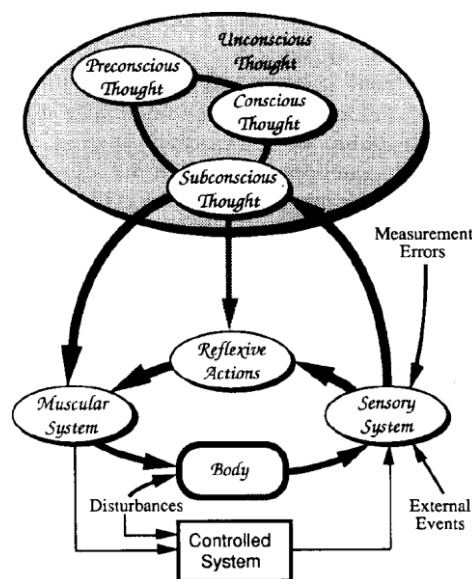 Unconscious
Thought
Preconscious
Thought
Conscious
Thought
Subconscious
Thought
Measurement
Errors
Reflexive
Actions
Muscular
System
Sensory
System
Body
Disturbances
External
Events
Controlled
System